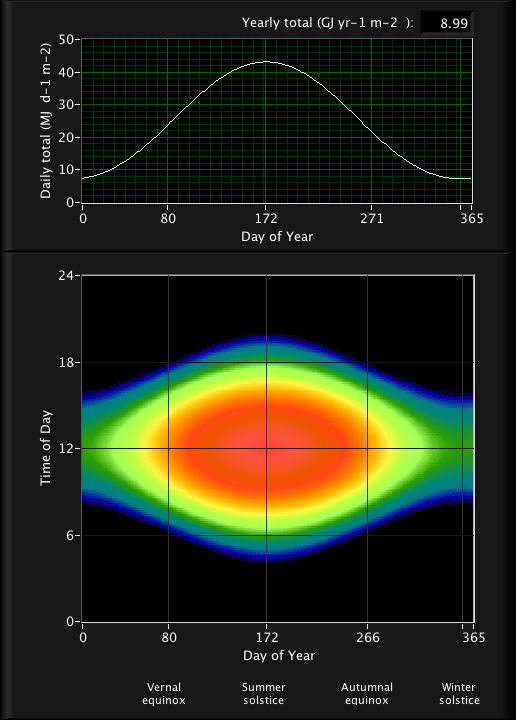 Yearly total (GJ yr-1 m-2 ): 8.99
Daily total (MJ d-1 m-2)
50
40
30
20
10
0
0 80 172 271 365
Day of Year
Time of Day
24
18
12
6
0
0 80 172 266 365
Day of Year
Vernal Summer Autumnal Winter
equinox solstice equinox solstice